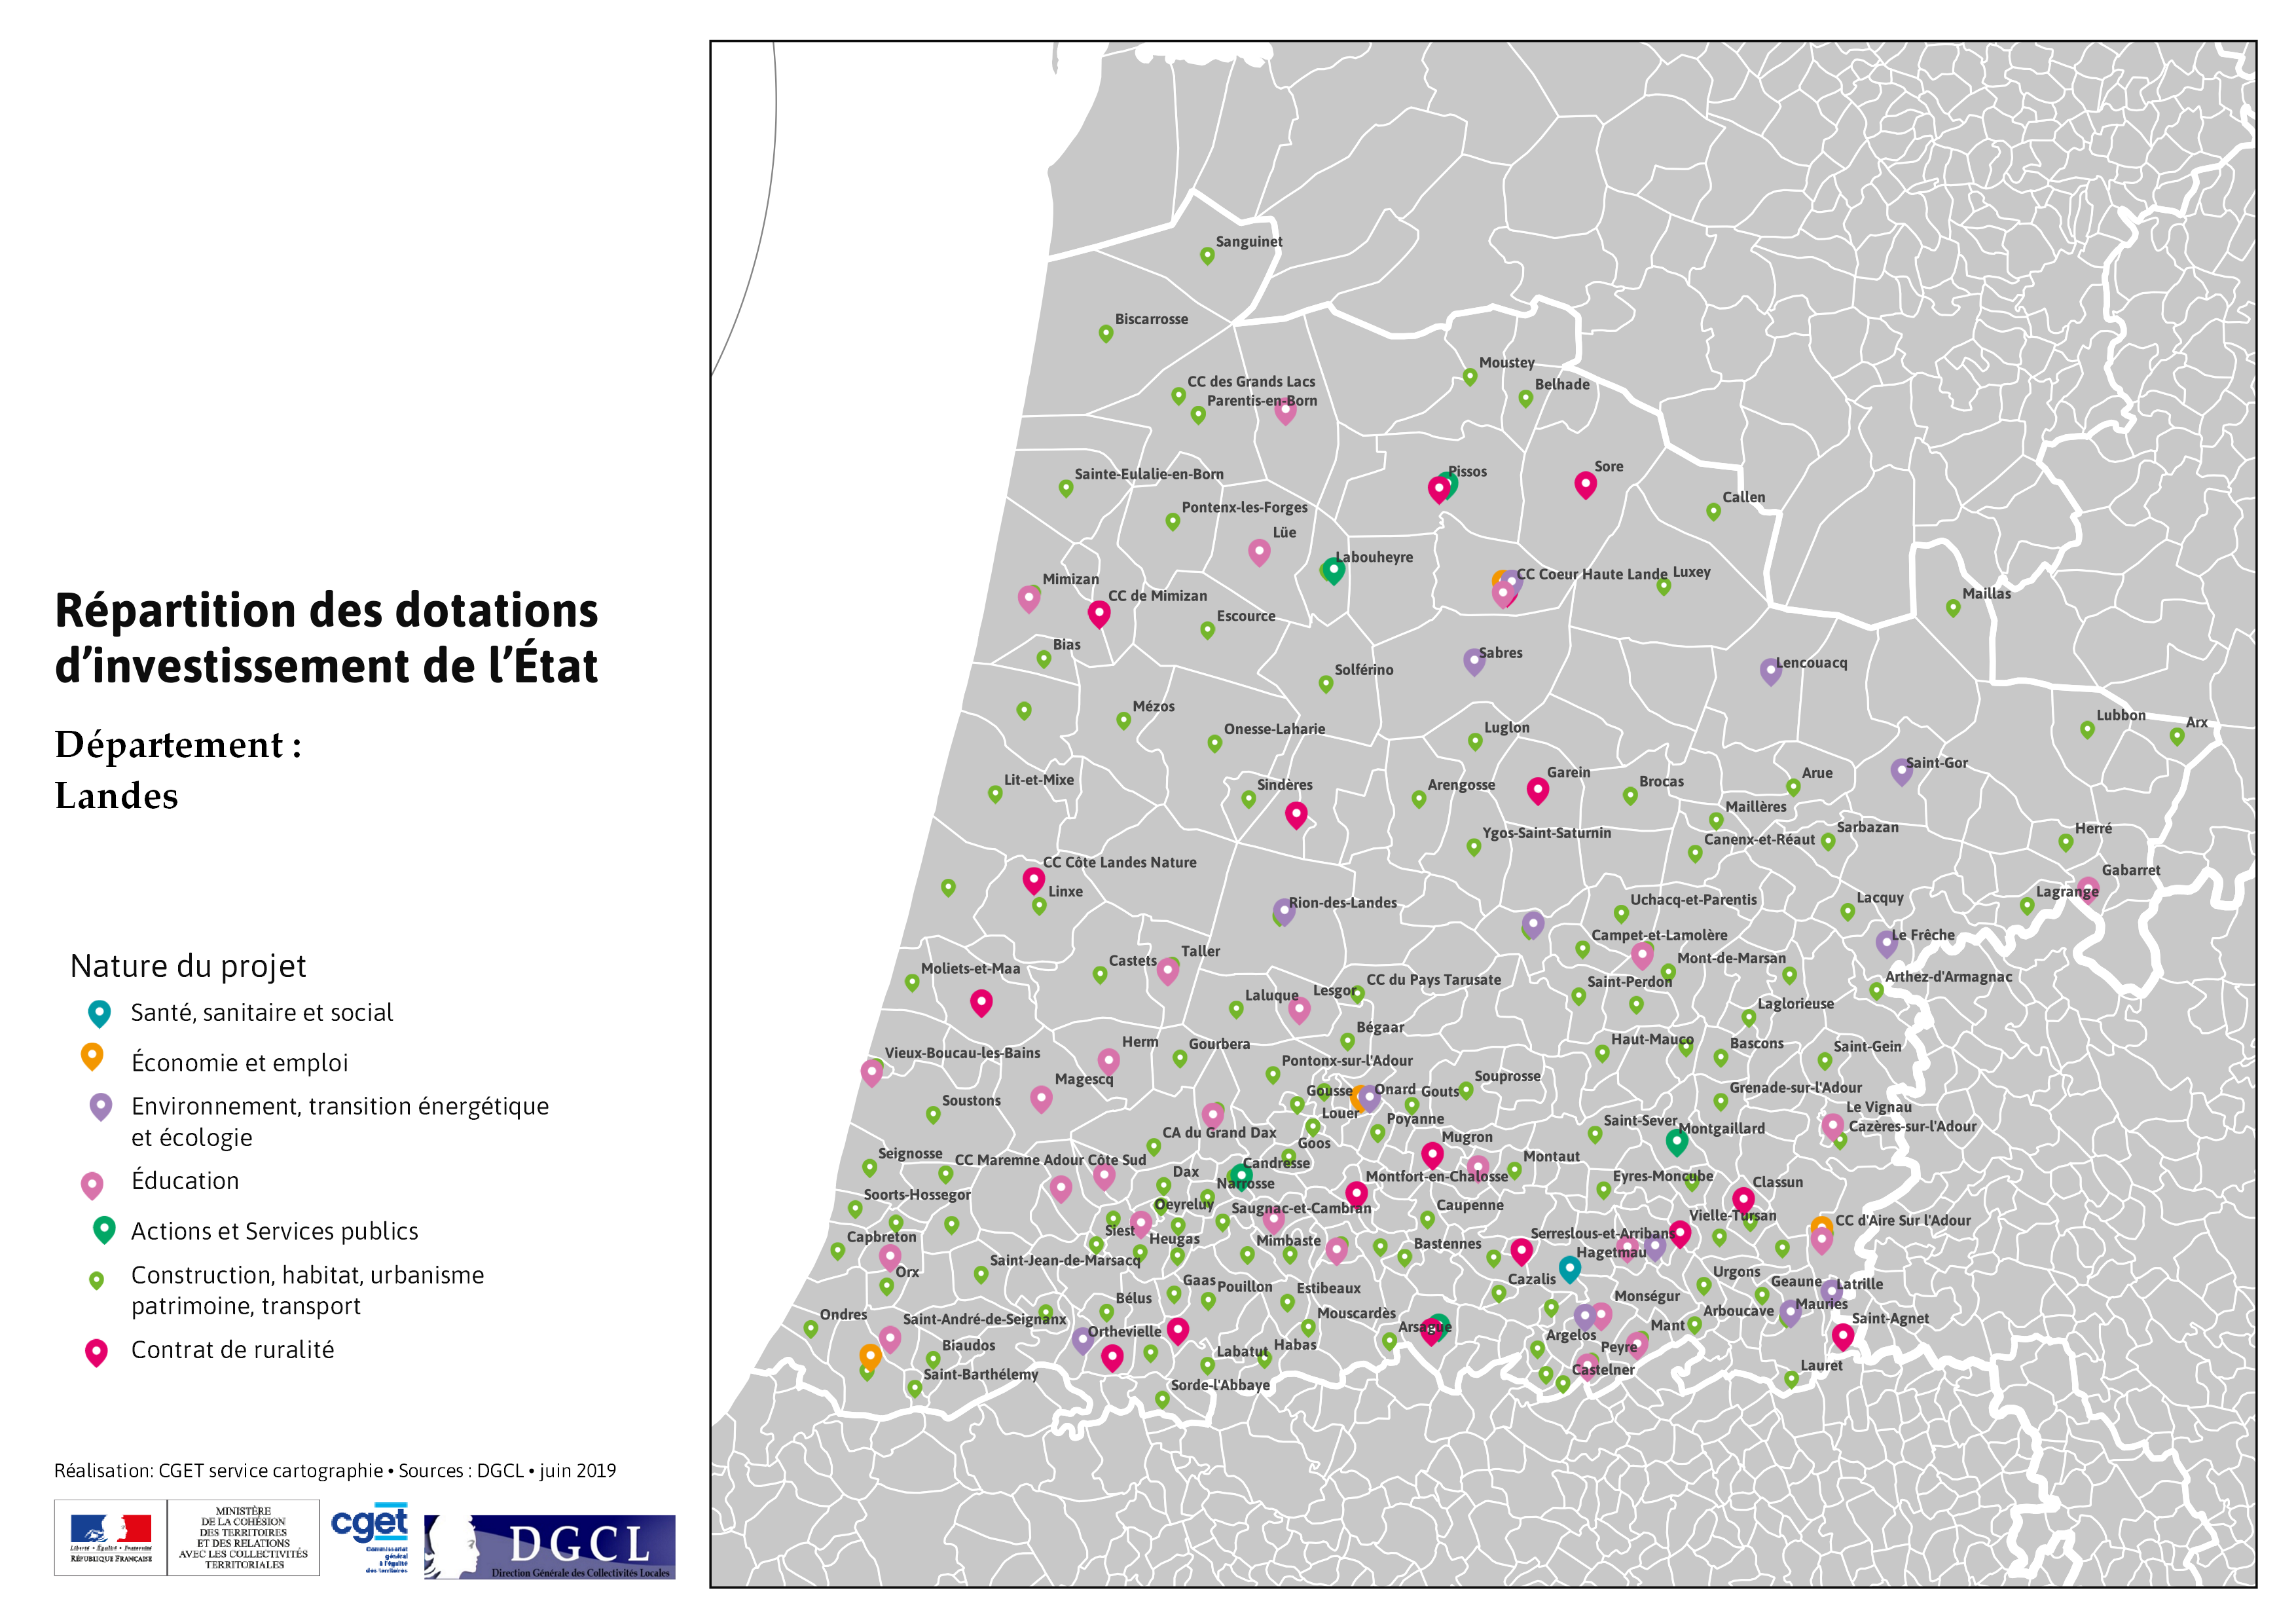 Répartition des dotations
d'investissement de l'État
Département :
Landes
Nature du projet
Santé, sanitaire et social
Économie et emploi
Environnement, transition énergétique
et écologie
Éducation
Actions et Services publics
Construction, habitat, urbanisme
patrimoine, transport
Contrat de ruralité
Réalisation: CGET service cartographie • Sources : DGCL • juin 2019
Liberté • Égalité • Fraternité
RÉPUBLIQUE FRANÇAISE
MINISTÈRE
DE LA COHÉSION
DES TERRITOIRES
ET DES RELATIONS
AVEC LES COLLECTIVITÉS
TERRITORIALES
cget
Commissariat
général
à l'égalité
des territoires
DGCL
Direction Générale des Collectivités Locales
Sanguinet
Biscarrosse
Moustey
CC des Grands Lacs
Belhade
Parentis-en-Born
Sore
Pissos
Sainte-Eulalie-en-Born
Callen
Pontenx-les-Forges
Lüe
Labouheyre
CC Coeur Haute Lande
Luxey
Mimizan
CC de Mimizan
Maillas
Escource
Bias
Sabres
Lencouacq
Solférino
Mézos
Lubbon
Arx
Onesse-Laharie
Luglon
Saint-Gor
Garein
Arue
Lit-et-Mixe
Sindères
Arengosse
Brocas
Maillères
Sarbazan
Herré
Ygos-Saint-Saturnin
Canenx-et-Réaut
CC Côte Landes Nature
Gabarret
Linxe
Lagrange
Rion-des-Landes
Uchacq-et-Parentis
Lacquy
Campet-et-Lamolère
Le Frêche
Taller
Castets
Mont-de-Marsan
Moliets-et-Maa
CC du Pays Tarusate
Saint-Perdon
Arthez-d'Armagnac
Laluque
Lesgor
Laglorieuse
Bégaar
Herm
Gourbera
Haut-Mauco
Bascons
Saint-Gein
Vieux-Boucau-les-Bains
Pontonx-sur-l'Adour
Magescq
Souprosse
Gousse
Onard
Gouts
Grenade-sur-l'Adour
Soustons
Louer
Poyanne
Le Vignau
Saint-Sever
Montgaillard
Cazères-sur-l'Adour
CA du Grand Dax
Goos
Mugron
Seignosse
CC Maremne Adour Côte Sud
Candresse
Montaut
Dax
Narrosse
Montfort-en-Chalosse
Eyres-Moncube
Classun
Soorts-Hossegor
Oeyreluy
Saugnac-et-Cambran
Caupenne
Vielle-Tursan
CC d'Aire Sur l'Adour
Capbreton
Siest
Heugas
Mimbaste
Bastennes
Serreslous-et-Arribans
Hagetmau
Saint-Jean-de-Marsacq
Orx
Gaas
Pouillon
Estibeaux
Cazalis
Urgons
Geaune
Latrille
Bélus
Mouscardès
Monségur
Arboucave
Mauries
Ondres
Saint-André-de-Seignanx
Orthevielle
Arsague
Argelos
Mant
Saint-Agnet
Biaudos
Labatut
Habas
Peyre
Saint-Barthélemy
Castelner
Lauret
Sorde-l'Abbaye